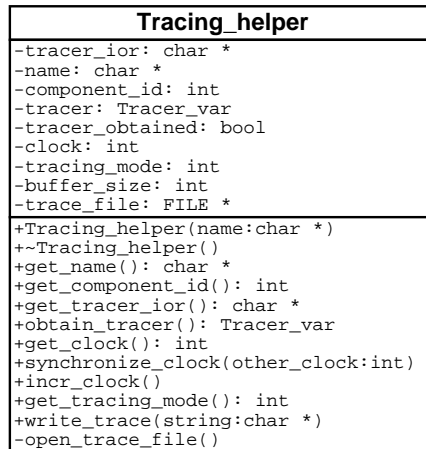 Tracing_helper
-tracer_ior: char *
-name: char *
-component_id: int
-tracer: Tracer_var
-tracer_obtained: bool
-clock: int
-tracing_mode: int
-buffer_size: int
-trace_file: FILE *
+Tracing_helper(name:char *)
+~Tracing_helper()
+get_name(): char *
+get_component_id(): int
+get_tracer_ior(): char *
+obtain_tracer(): Tracer_var
+get_clock(): int
+synchronize_clock(other_clock:int)
+incr_clock()
+get_tracing_mode(): int
+write_trace(string:char *)
-open_trace_file()